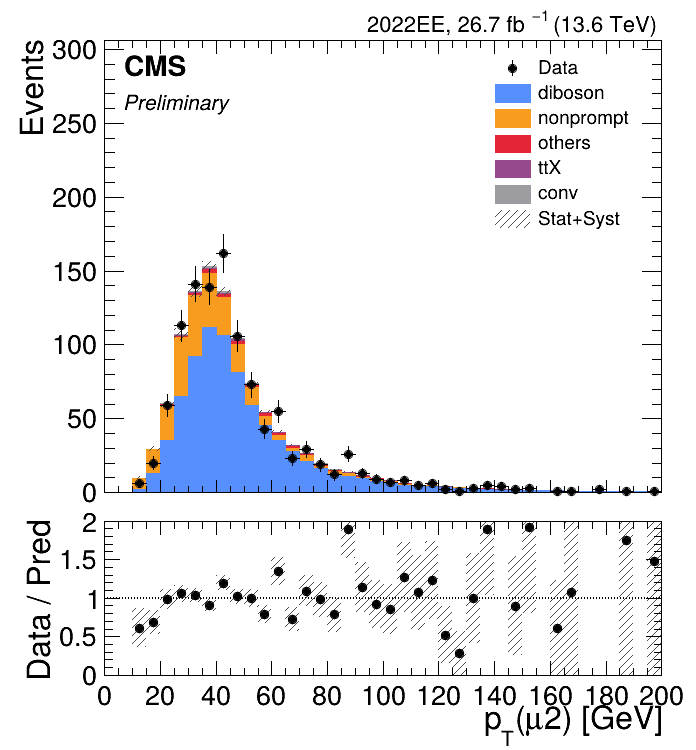 2022EE, 26.7 fb⁻¹ (13.6 TeV)
Events
300
250
200
150
100
50
0
CMS
Preliminary
Data
diboson
nonprompt
others
ttX
conv
Stat+Syst
Data / Pred
2
1.5
1
0.5
0
0 20 40 60 80 100 120 140 160 180 200
p_T(μ2) [GeV]